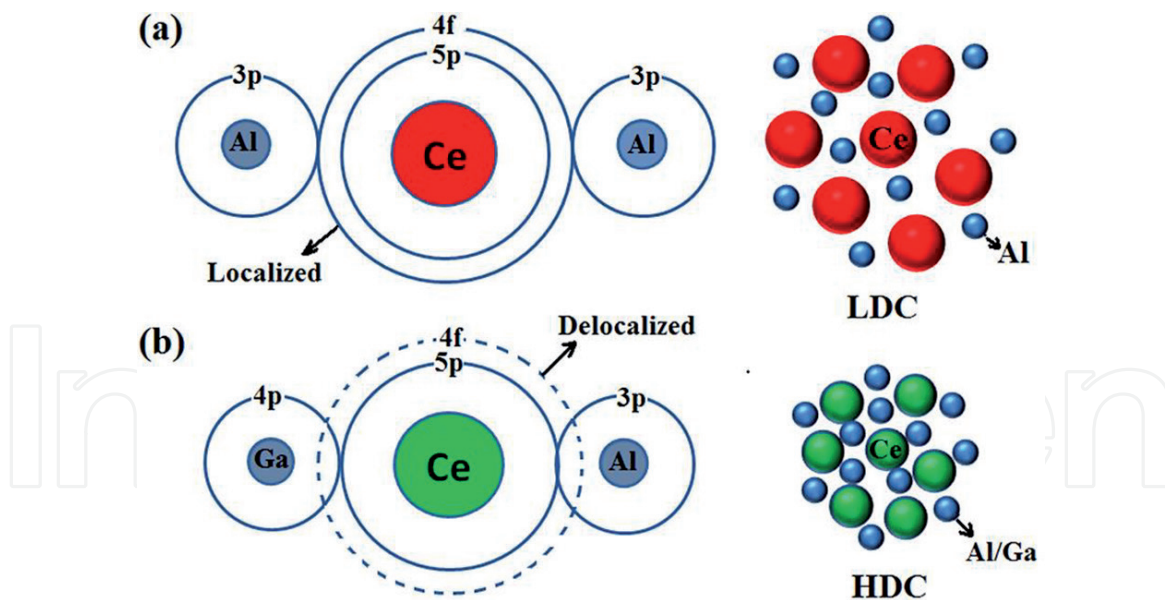 (a)
4f
5p
3p
3p
Al
Ce
Al
Localized
Ce
Al
LDC
(b)
Delocalized
4f
5p
4p
3p
Ga
Ce
Al
Ce
Al/Ga
HDC